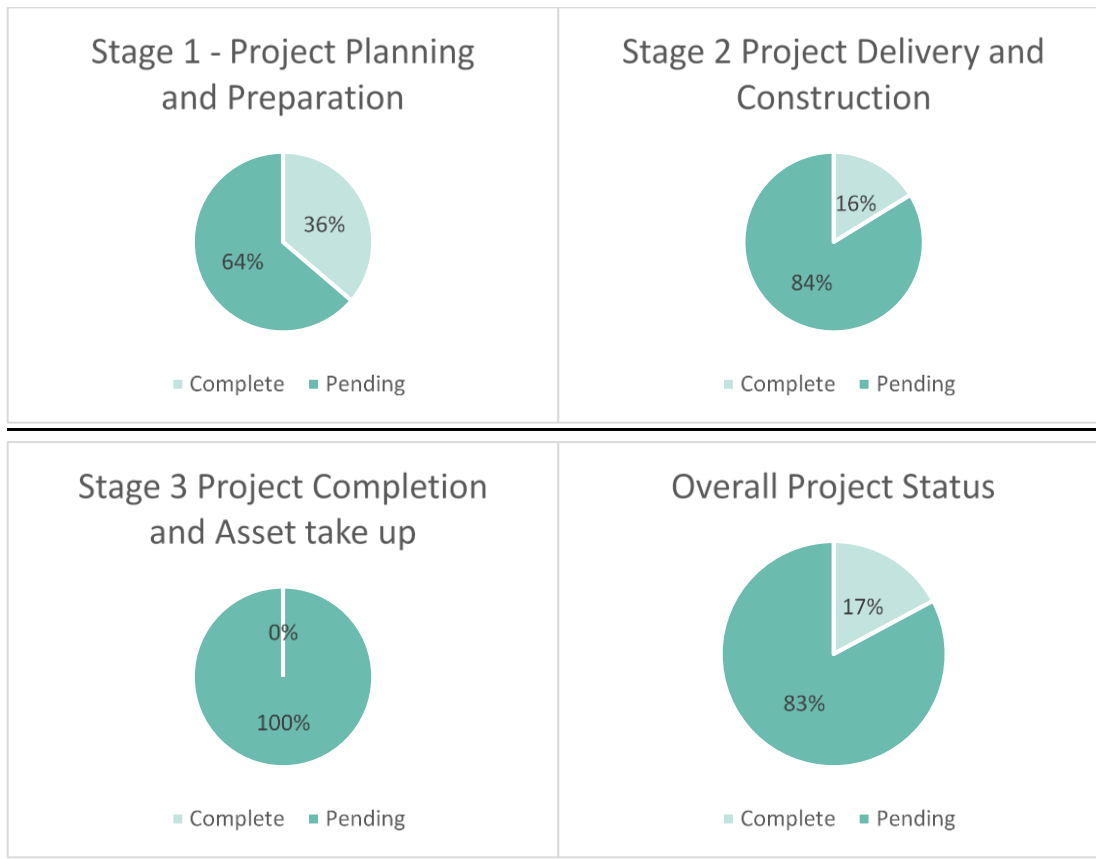 Stage 1 - Project Planning
and Preparation
36%
64%
Complete Pending
Stage 2 Project Delivery and
Construction
16%
84%
Complete Pending
Stage 3 Project Completion
and Asset take up
0%
100%
Complete Pending
Overall Project Status
17%
83%
Complete Pending